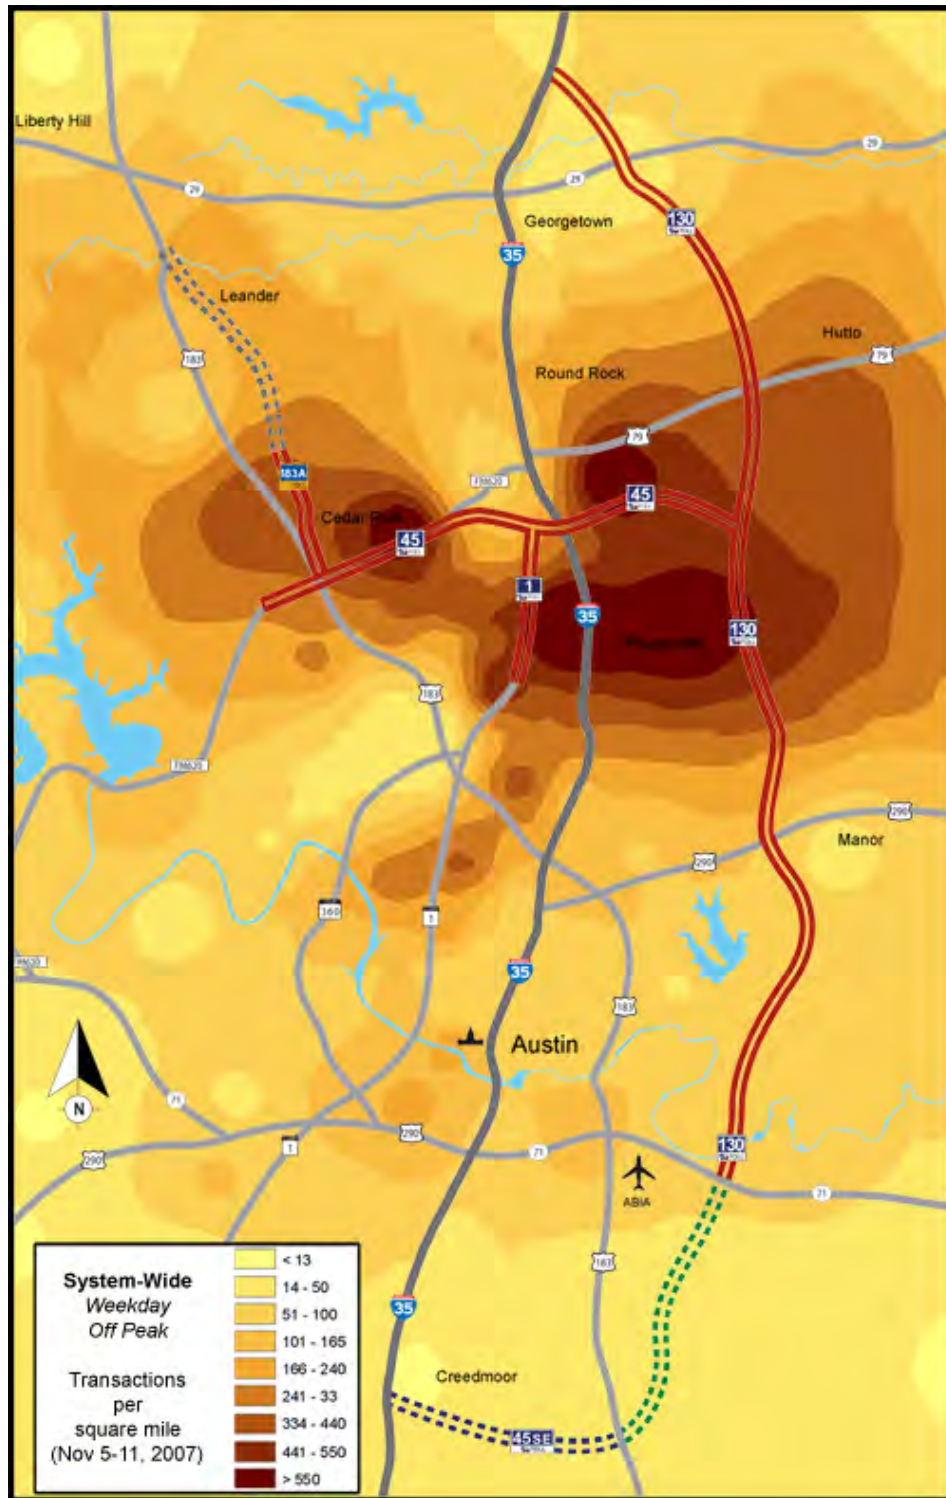 Liberty Hill
29
29
29
Georgetown
130
35
Leander
Hutto
183
79
Round Rock
79
183A
FM620
45
Cedar Park
45
1
35
130
183
FM620
290
Manor
290
360
1
35
183
Austin
N
71
290
1
290
71
130
ABIA
71
183
35
Creedmoor
45SE
System-Wide
Weekday
Off Peak
Transactions
per
square mile
(Nov 5-11, 2007)
< 13
14 - 50
51 - 100
101 - 165
166 - 240
241 - 33
334 - 440
441 - 550
> 550